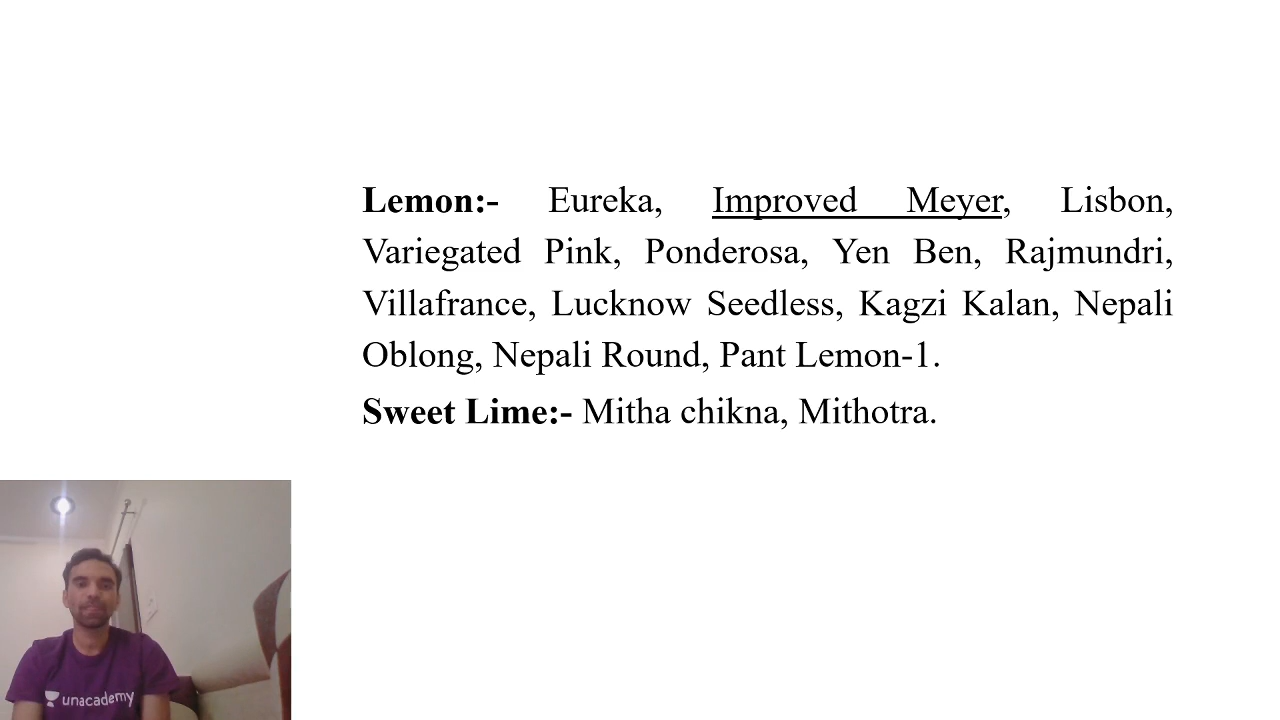 Lemon:- Eureka, Improved Meyer, Lisbon,
Variegated Pink, Ponderosa, Yen Ben, Rajmundri,
Villafrance, Lucknow Seedless, Kagzi Kalan, Nepali
Oblong, Nepali Round, Pant Lemon-1.
Sweet Lime:- Mitha chikna, Mithotra.
unacademy